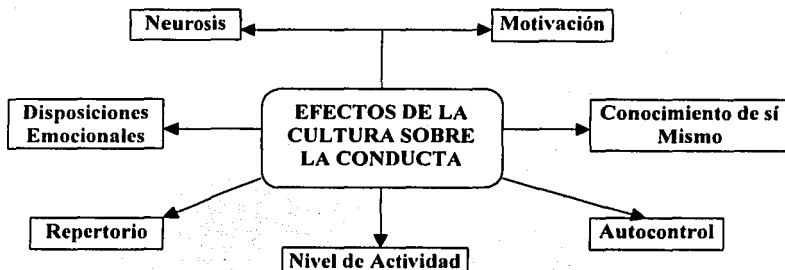 Neurosis
Motivación
Disposiciones
Emocionales
EFECTOS DE LA
CULTURA SOBRE
LA CONDUCTA
Conocimiento de sí
Mismo
Repertorio
Nivel de Actividad
Autocontrol